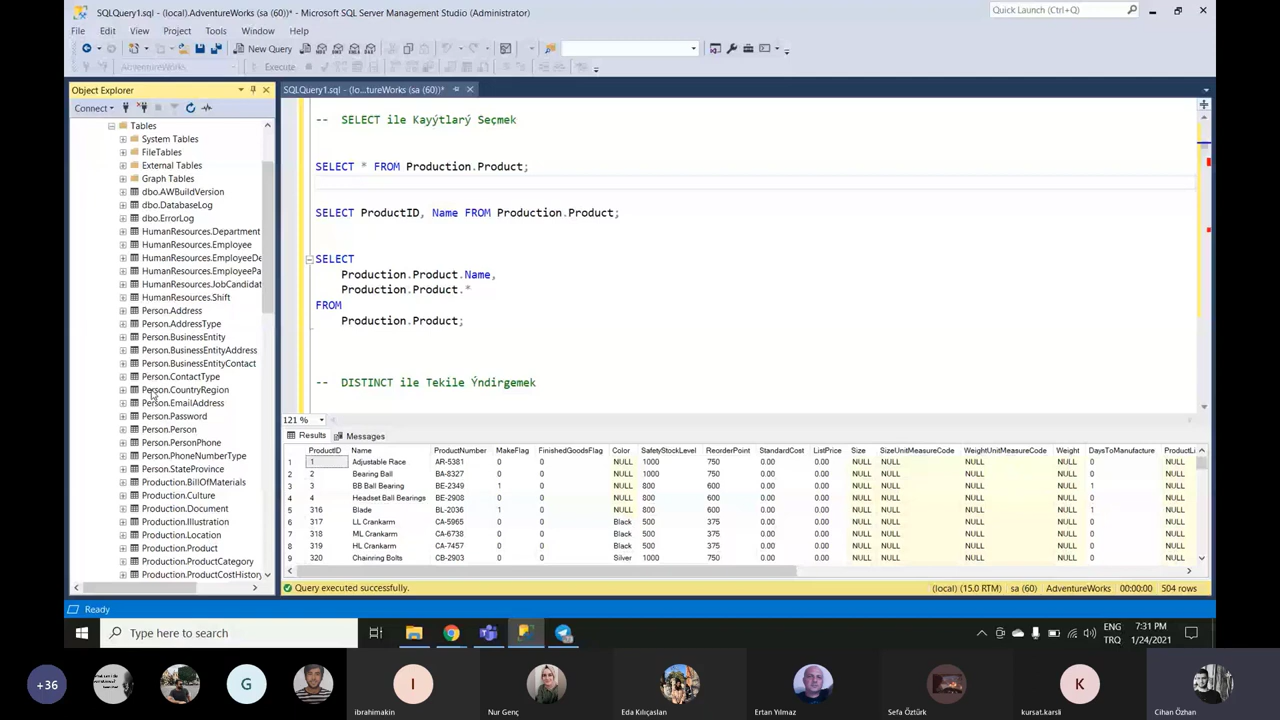 SQLQuery1.sql - (local).AdventureWorks (sa (60))* - Microsoft SQL Server Management Studio (Administrator)
Quick Launch (Ctrl+Q)
File Edit View Project Tools Window Help
New Query
AdventureWorks Execute
Object Explorer
SQLQuery1.sql - (lo...tureWorks (sa (60))*
Connect
Tables
System Tables
FileTables
External Tables
Graph Tables
dbo.AWBuildVersion
dbo.DatabaseLog
dbo.ErrorLog
HumanResources.Department
HumanResources.Employee
HumanResources.EmployeeDe
HumanResources.EmployeePa
HumanResources.JobCandidat
HumanResources.Shift
Person.Address
Person.AddressType
Person.BusinessEntity
Person.BusinessEntityAddress
Person.BusinessEntityContact
Person.ContactType
Person.CountryRegion
Person.EmailAddress
Person.Password
Person.Person
Person.PersonPhone
Person.PhoneNumberType
Person.StateProvince
Production.BillOfMaterials
Production.Culture
Production.Document
Production.Illustration
Production.Location
Production.Product
Production.ProductCategory
Production.ProductCostHistory
-- SELECT ile Kayýtlarý Seçmek
SELECT * FROM Production.Product;
SELECT ProductID, Name FROM Production.Product;
SELECT
Production.Product.Name,
Production.Product.*
FROM
Production.Product;
-- DISTINCT ile Tekile Ýndirgemek
121 %
Results Messages
ProductID Name ProductNumber MakeFlag FinishedGoodsFlag Color SafetyStockLevel ReorderPoint StandardCost ListPrice Size SizeUnitMeasureCode WeightUnitMeasureCode Weight DaysToManufacture ProductLi
1 1 Adjustable Race AR-5381 0 0 NULL 1000 750 0.00 0.00 NULL NULL NULL NULL 0 NULL
2 2 Bearing Ball BA-8327 0 0 NULL 1000 750 0.00 0.00 NULL NULL NULL NULL 0 NULL
3 3 BB Ball Bearing BE-2349 1 0 NULL 800 600 0.00 0.00 NULL NULL NULL NULL 1 NULL
4 4 Headset Ball Bearings BE-2908 0 0 NULL 800 600 0.00 0.00 NULL NULL NULL NULL 0 NULL
5 316 Blade BL-2036 1 0 NULL 800 600 0.00 0.00 NULL NULL NULL NULL 1 NULL
6 317 LL Crankarm CA-5965 0 0 Black 500 375 0.00 0.00 NULL NULL NULL NULL 0 NULL
7 318 ML Crankarm CA-6738 0 0 Black 500 375 0.00 0.00 NULL NULL NULL NULL 0 NULL
8 319 HL Crankarm CA-7457 0 0 Black 500 375 0.00 0.00 NULL NULL NULL NULL 0 NULL
9 320 Chainring Bolts CB-2903 0 0 Silver 1000 750 0.00 0.00 NULL NULL NULL NULL 0 NULL
Query executed successfully. (local) (15.0 RTM) sa (60) AdventureWorks 00:00:00 504 rows
Ready
Type here to search
ENG
TRQ
7:31 PM
1/24/2021
+36
G
I
K
ibrahimakin
Nur Genç
Eda Kılıçaslan
Ertan Yılmaz
Sefa Öztürk
kursat.karsli
Cihan Özhan